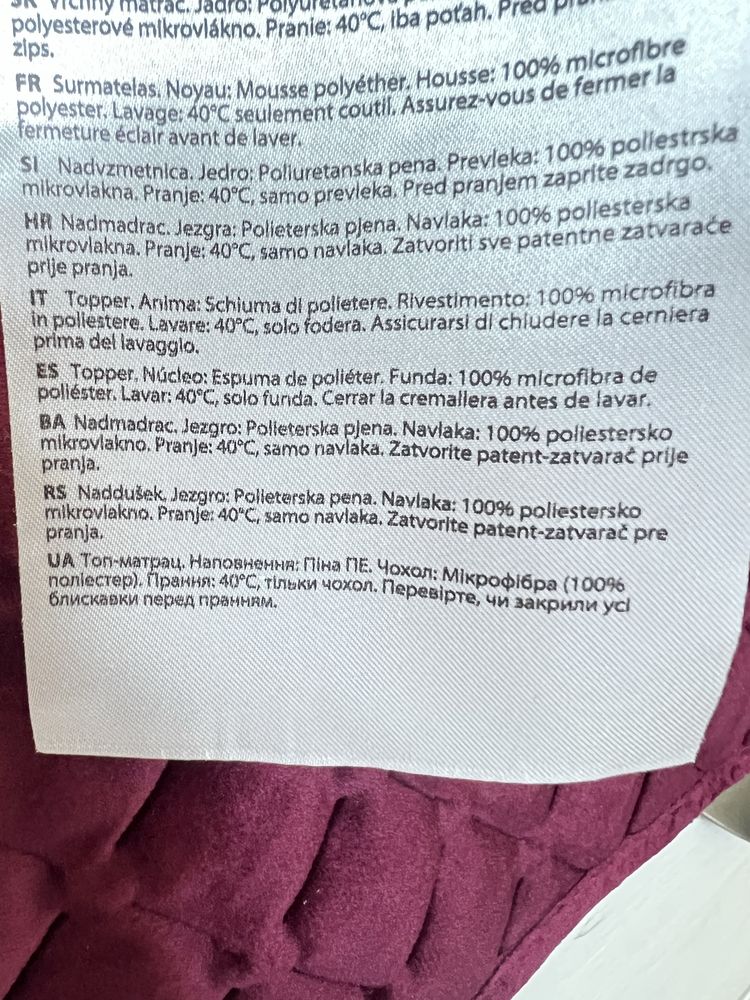 SK Vrchný matrac. Jadro: Polyuretánová
polyesterové mikrovlákno. Pranie: 40°C, iba poťah. Pred
zips.
FR Surmatelas. Noyau: Mousse polyéther. Housse: 100% microfibre
polyester. Lavage: 40°C seulement coutil. Assurez-vous de fermer la
fermeture éclair avant de laver.
SI Nadvzmetnica. Jedro: Poliuretanska pena. Prevleka: 100% poliestrska
mikrovlakna. Pranje: 40°C, samo prevleka. Pred pranjem zaprite zadrgo.
HR Nadmadrac. Jezgra: Polieterska pjena. Navlaka: 100% poliesterska
mikrovlakna. Pranje: 40°C, samo navlaka. Zatvoriti sve patentne zatvarače
prije pranja.
IT Topper. Anima: Schiuma di polietere. Rivestimento: 100% microfibra
in poliestere. Lavare: 40°C, solo fodera. Assicurarsi di chiudere la cerniera
prima del lavaggio.
ES Topper. Núcleo: Espuma de poliéter. Funda: 100% microfibra de
poliéster. Lavar: 40°C, solo funda. Cerrar la cremallera antes de lavar.
BA Nadmadrac. Jezgro: Polieterska pjena. Navlaka: 100% poliestersko
mikrovlakno. Pranje: 40°C, samo navlaka. Zatvorite patent-zatvarač prije
pranja.
RS Naddušek. Jezgro: Polieterska pena. Navlaka: 100% poliestersko
mikrovlakno. Pranje: 40°C, samo navlaka. Zatvorite patent-zatvarač pre
pranja.
UA Топ-матрац. Наповнення: Піна ПЕ. Чохол: Мікрофібра (100%
поліестер). Прання: 40°C, тільки чохол. Перевірте, чи закрили усі
блискавки перед пранням.